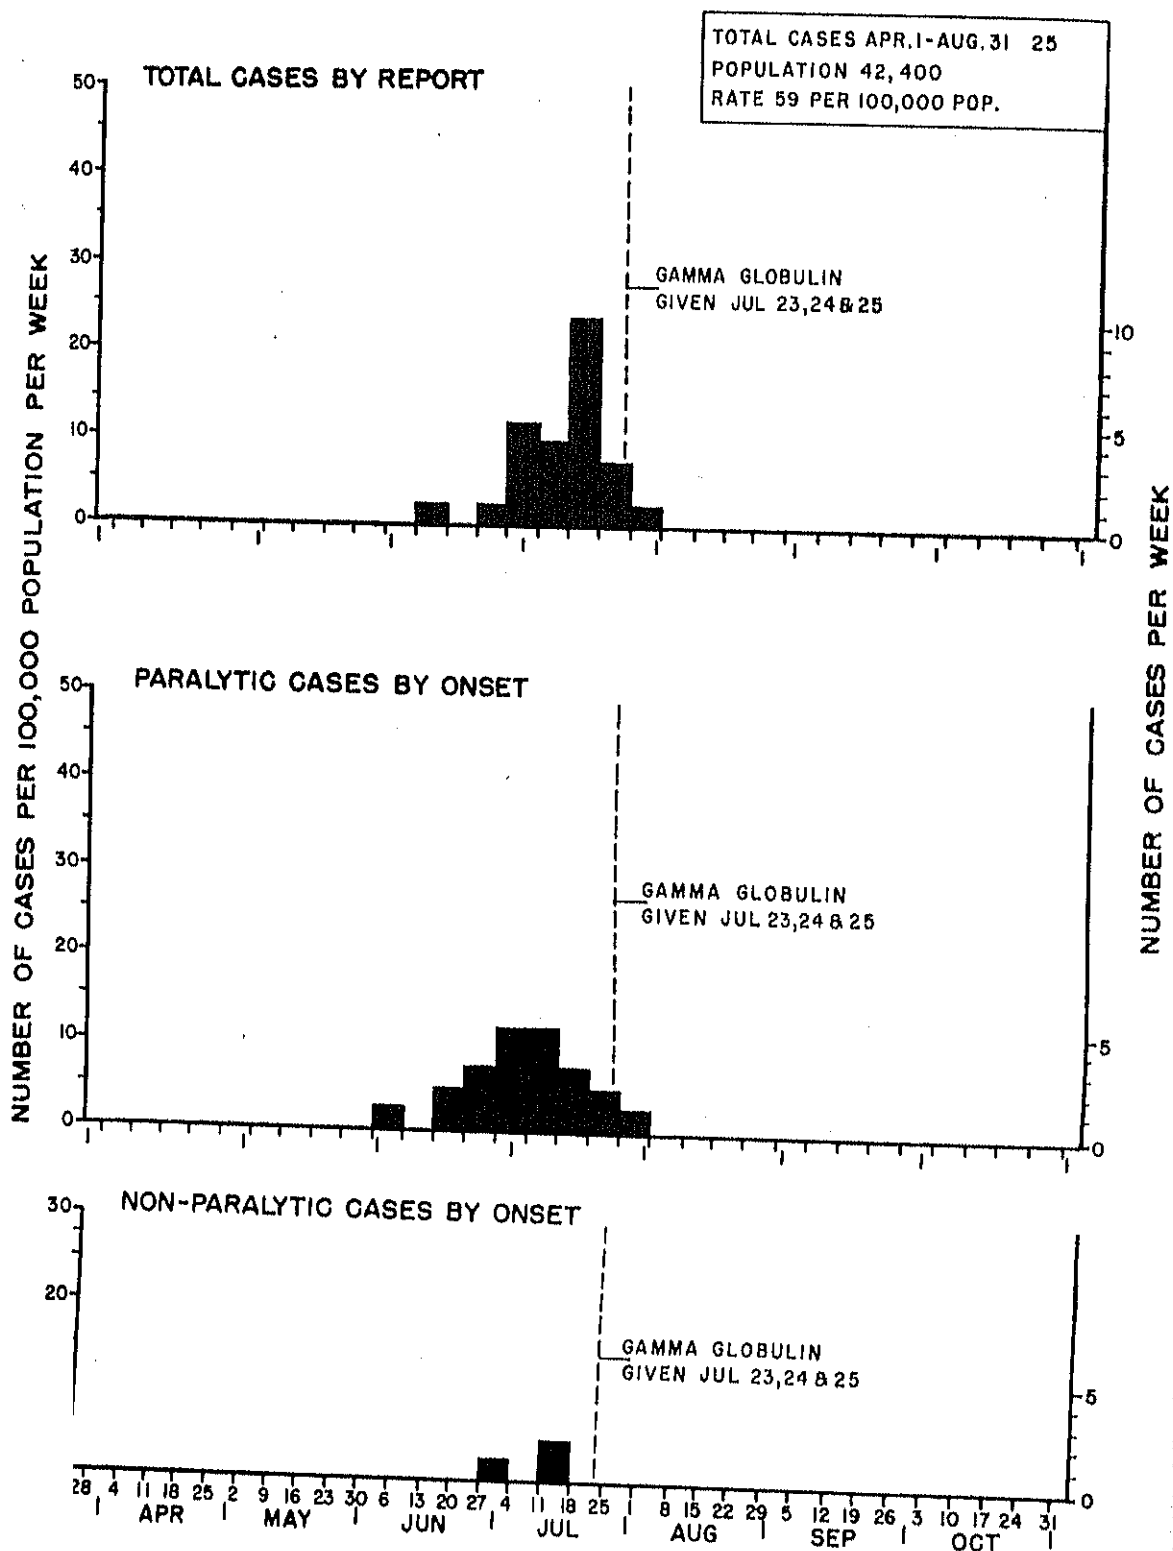 TOTAL CASES APR.1-AUG.31 25
POPULATION 42,400
RATE 59 PER 100,000 POP.
TOTAL CASES BY REPORT
50
40
30
20
10
0
10
5
0
GAMMA GLOBULIN
GIVEN JUL 23,24&25
NUMBER OF CASES PER 100,000 POPULATION PER WEEK
NUMBER OF CASES PER WEEK
PARALYTIC CASES BY ONSET
50
40
30
20
10
0
5
0
GAMMA GLOBULIN
GIVEN JUL 23,24&25
NON-PARALYTIC CASES BY ONSET
30
20
5
0
GAMMA GLOBULIN
GIVEN JUL 23,24&25
28 4 11 18 25 2 9 16 23 30 6 13 20 27 4 11 18 25 1 8 15 22 29 5 12 19 26 3 10 17 24 31
APR MAY JUN JUL AUG SEP OCT